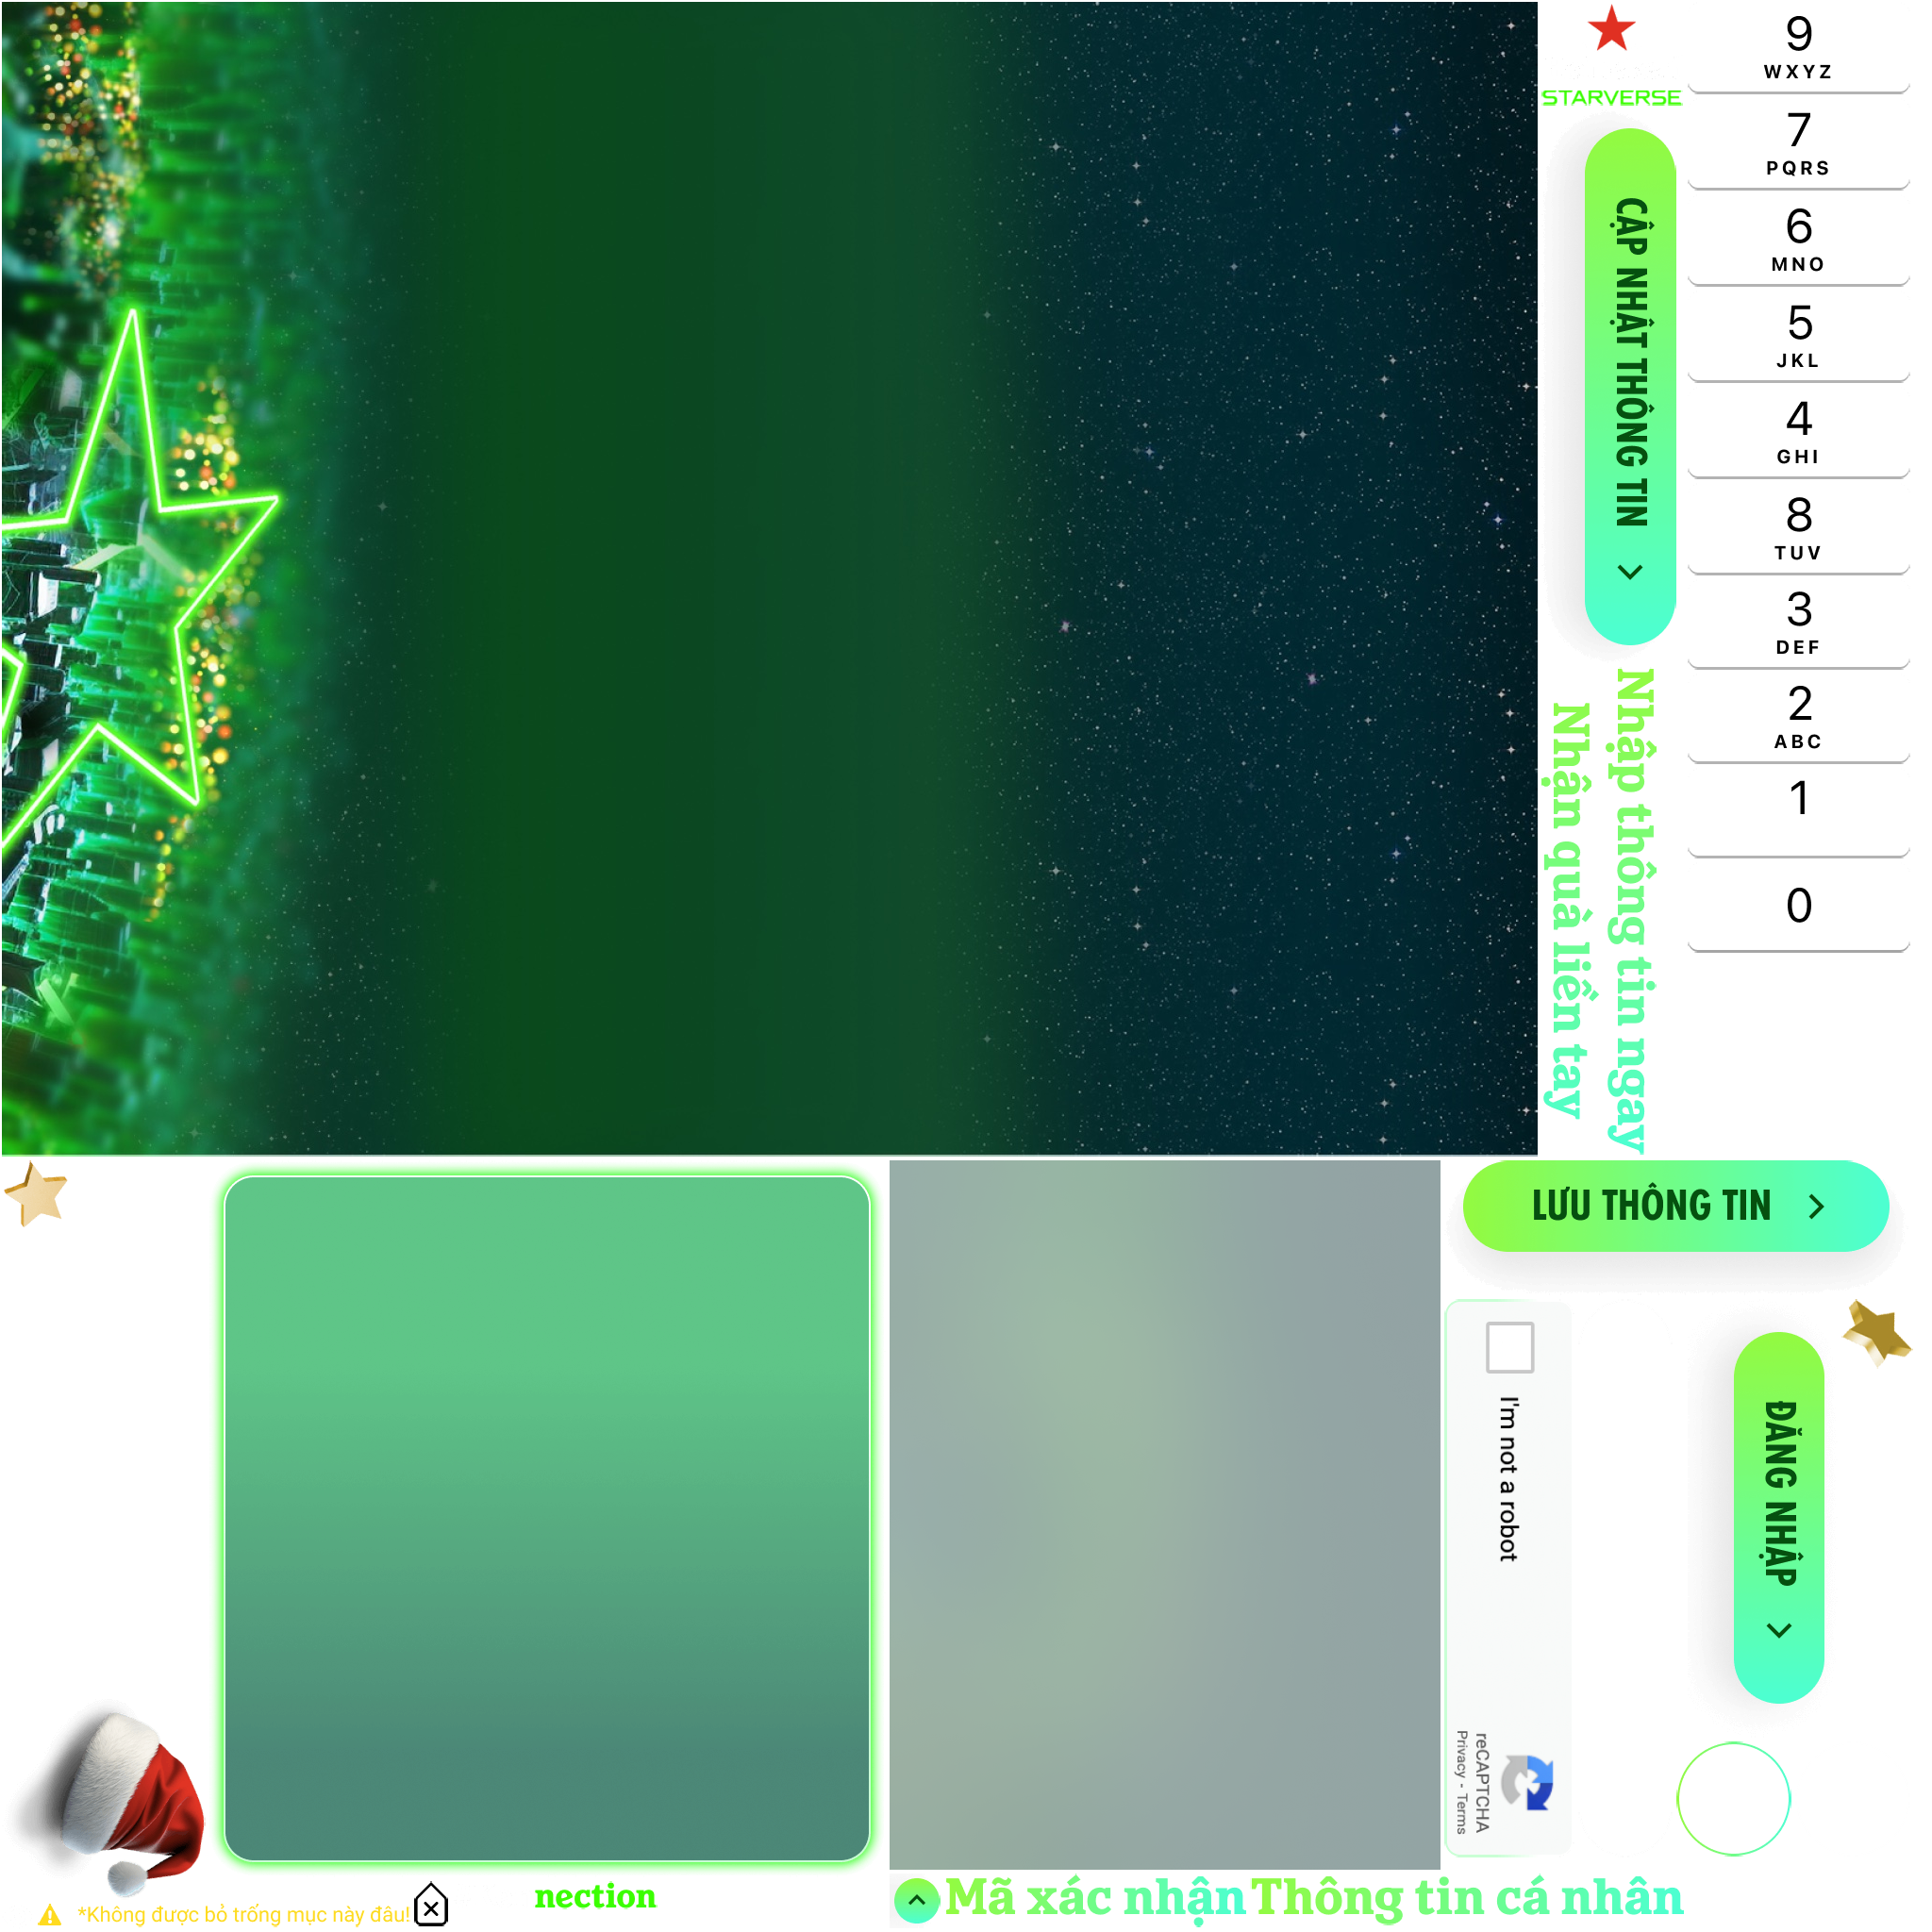 STARVERSE
CẬP NHẬT THÔNG TIN
Nhập thông tin ngay
Nhận quà liền tay
9
WXYZ
7
PQRS
6
MNO
5
JKL
4
GHI
8
TUV
3
DEF
2
ABC
1
0
LƯU THÔNG TIN
I'm not a robot
reCAPTCHA
Privacy - Terms
ĐĂNG NHẬP
*Không được bỏ trống mục này đâu!
nection
Mã xác nhận
Thông tin cá nhân